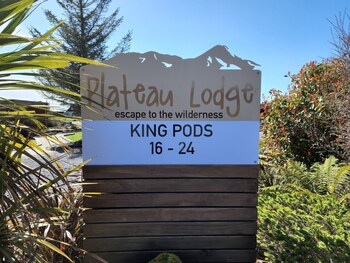 Plateau Lodge
escape to the wilderness
KING PODS
16 - 24